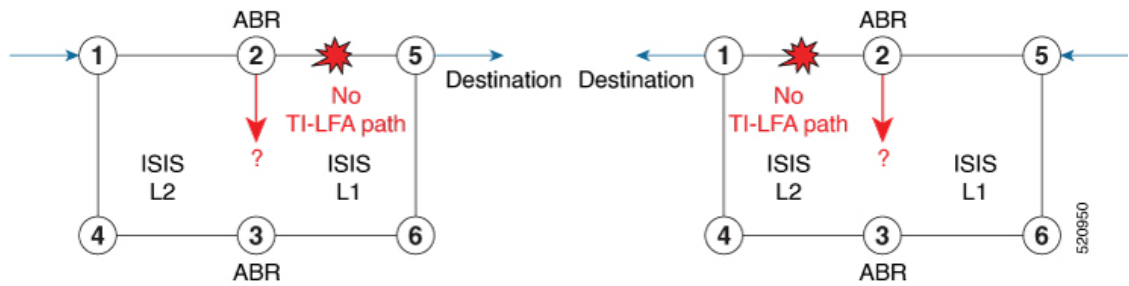 ABR
1
2
5
Destination
No
TI-LFA path
?
ISIS
L2
ISIS
L1
4
3
6
ABR
ABR
1
2
5
Destination
No
TI-LFA path
?
ISIS
L2
ISIS
L1
4
3
6
ABR
520950